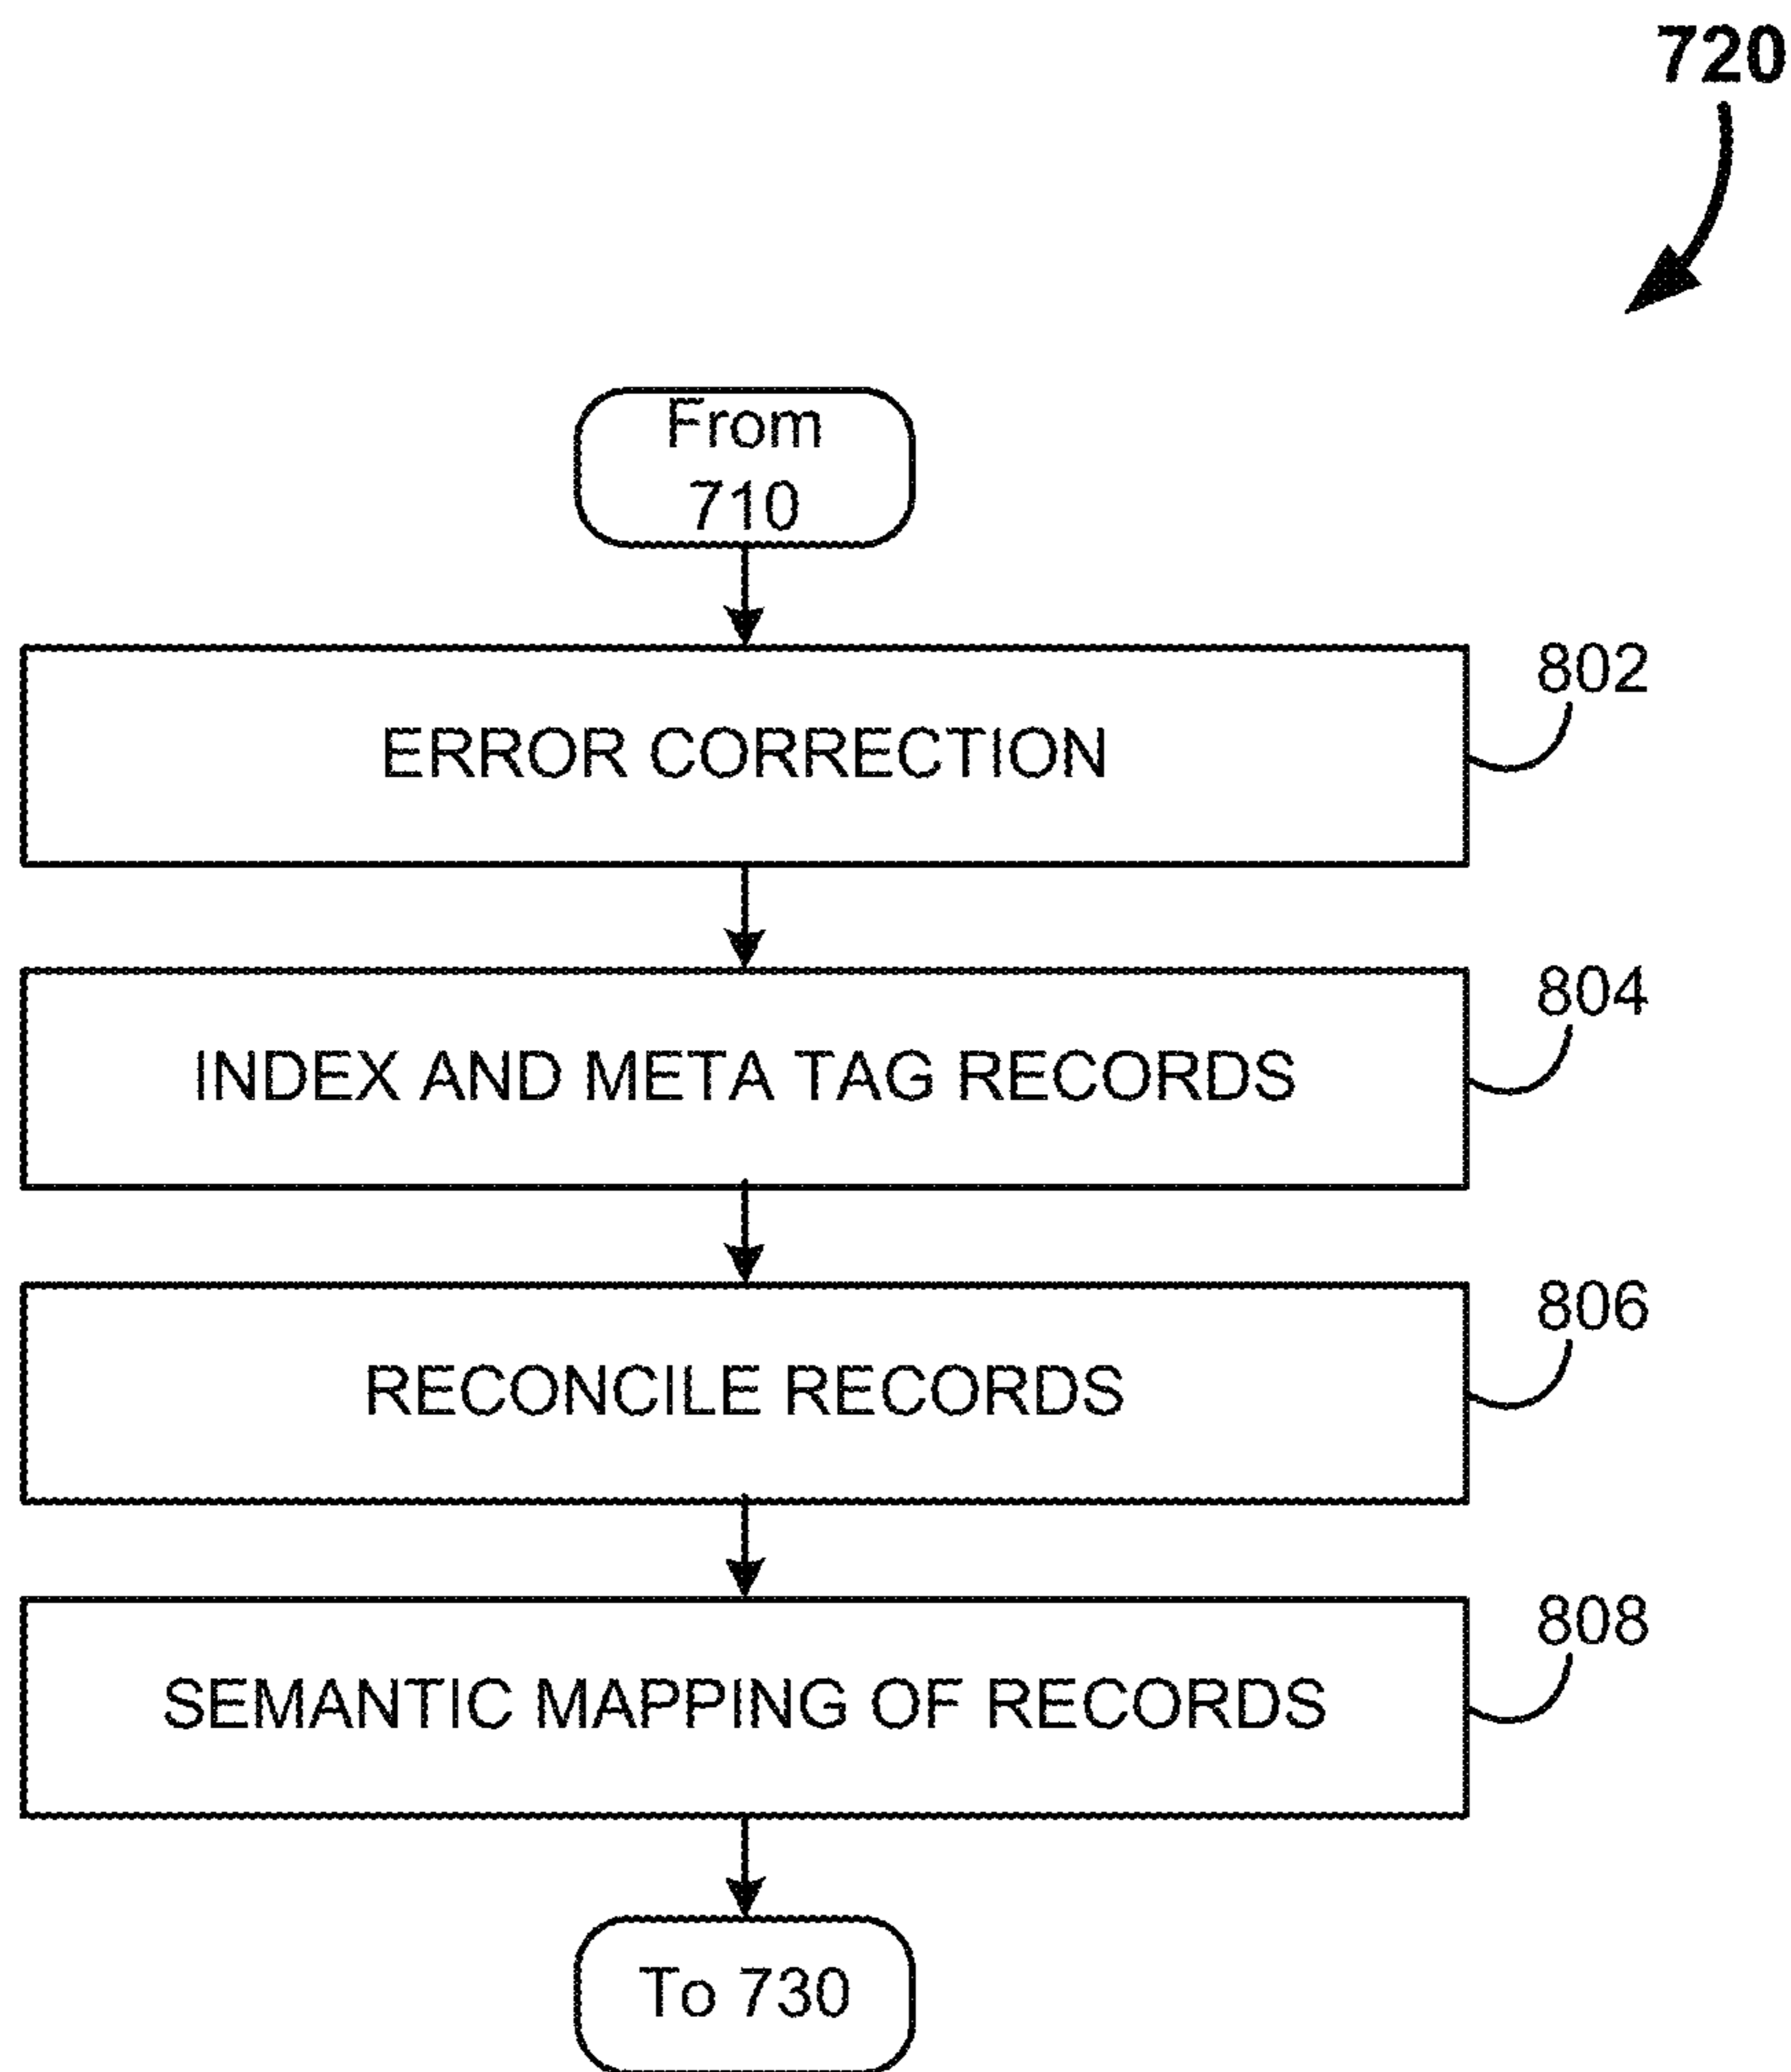 720
From
710
802
ERROR CORRECTION
804
INDEX AND META TAG RECORDS
806
RECONCILE RECORDS
808
SEMANTIC MAPPING OF RECORDS
To 730